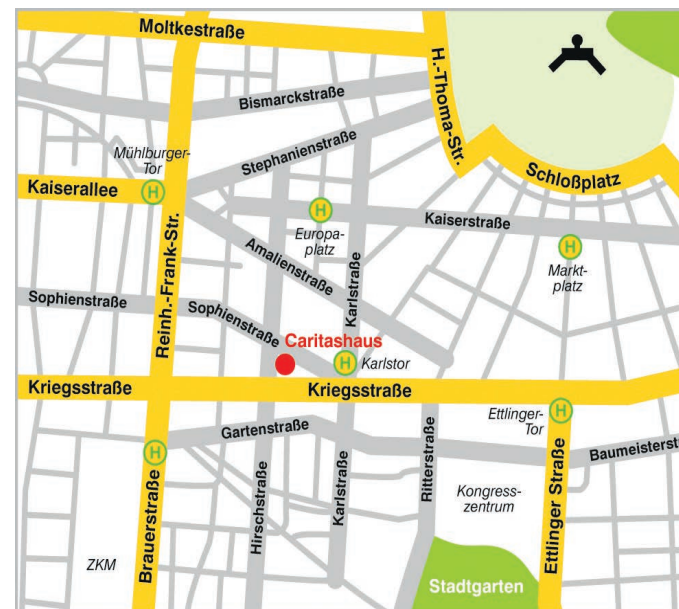 Moltkestraße
H.-Thoma-Str.
Bismarckstraße
Stephanienstraße
Mühlburger-
Tor
H
Kaiserallee
Schloßplatz
H
Kaiserstraße
Europa-
platz
H
Markt-
platz
Amalienstraße
Karlstraße
Reinh.-Frank-Str.
Sophienstraße
Sophienstraße
Caritashaus
H
Karlstor
Kriegsstraße
Kriegsstraße
H
Ettlinger-
Tor
Gartenstraße
H
Baumeisterstr
Hirschstraße
Karlstraße
Ritterstraße
Ettlinger Straße
Kongress-
zentrum
Brauerstraße
ZKM
Stadtgarten